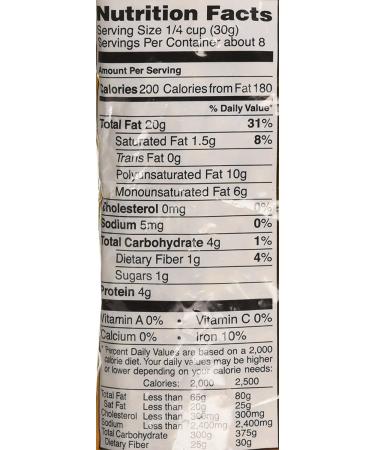 Nutrition Facts
Serving Size 1/4 cup (30g)
Servings Per Container about 8
Amount Per Serving
Calories 200 Calories from Fat 180
% Daily Value*
Total Fat 20g 31%
Saturated Fat 1.5g 8%
Trans Fat 0g
Polyunsaturated Fat 10g
Monounsaturated Fat 6g
Cholesterol 0mg 0%
Sodium 5mg 0%
Total Carbohydrate 4g 1%
Dietary Fiber 1g 4%
Sugars 1g
Protein 4g
Vitamin A 0% • Vitamin C 0%
Calcium 0% • Iron 10%
* Percent Daily Values are based on a 2,000
calorie diet. Your daily values may be higher
or lower depending on your calorie needs:
Calories: 2,000 2,500
Total Fat Less than 65g 80g
Sat Fat Less than 20g 25g
Cholesterol Less than 300mg 300mg
Sodium Less than 2,400mg 2,400mg
Total Carbohydrate 300g 375g
Dietary Fiber 25g 30g